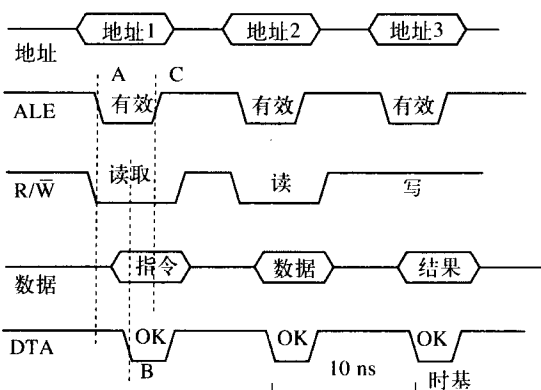 地址1 地址2 地址3
地址
A C
ALE 有效 有效 有效
R/W̅ 读取 读 写
数据 指令 数据 结果
DTA OK OK OK
B 10 ns 时基